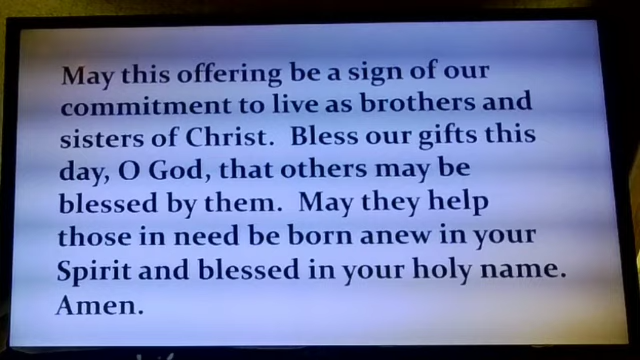 May this offering be a sign of our
commitment to live as brothers and
sisters of Christ.  Bless our gifts this
day, O God, that others may be
blessed by them.  May they help
those in need be born anew in your
Spirit and blessed in your holy name.
Amen.